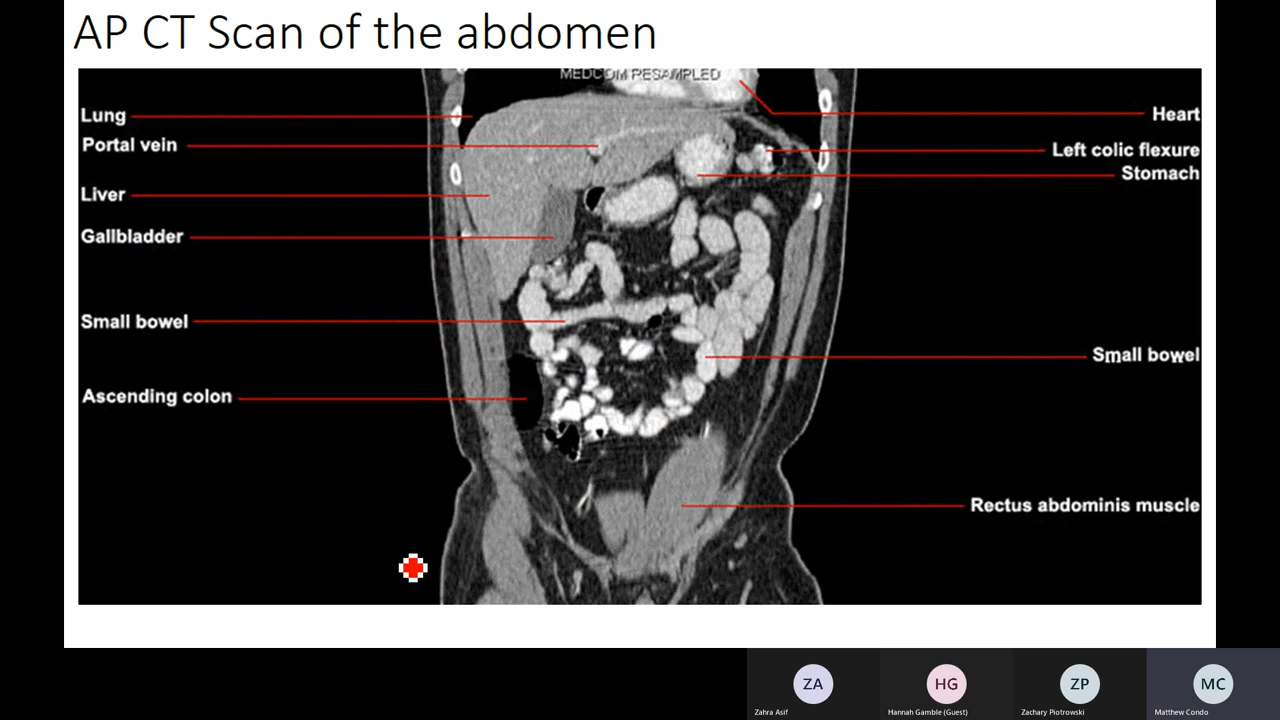 AP CT Scan of the abdomen
MEDCOM RESAMPLED
Lung
Portal vein
Liver
Gallbladder
Small bowel
Ascending colon
Heart
Left colic flexure
Stomach
Small bowel
Rectus abdominis muscle
ZA
HG
ZP
MC
Zahra Asif
Hannah Gamble (Guest)
Zachary Piotrowski
Matthew Condo